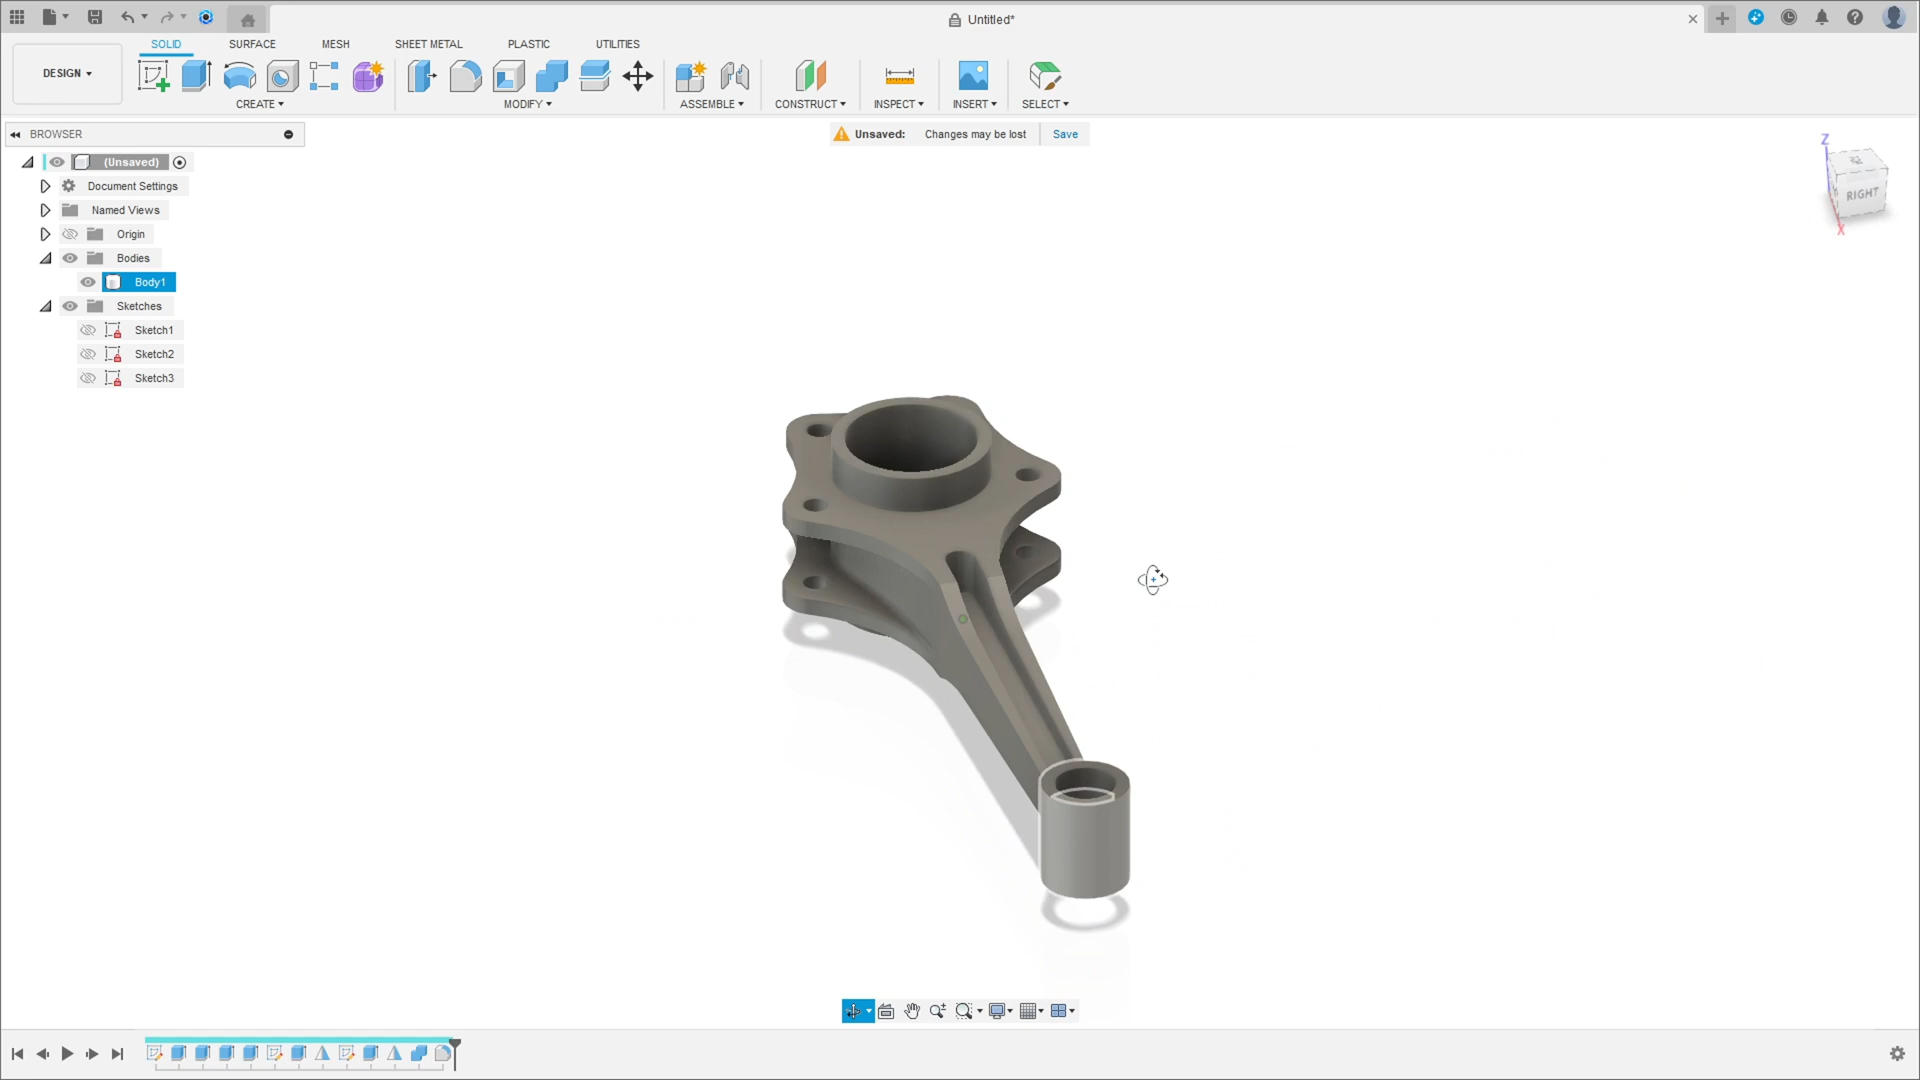 Untitled*
DESIGN
SOLID
SURFACE
MESH
SHEET METAL
PLASTIC
UTILITIES
CREATE
MODIFY
ASSEMBLE
CONSTRUCT
INSPECT
INSERT
SELECT
BROWSER
Unsaved: Changes may be lost Save
(Unsaved)
Document Settings
Named Views
Origin
Bodies
Body1
Sketches
Sketch1
Sketch2
Sketch3
Z
RIGHT
X